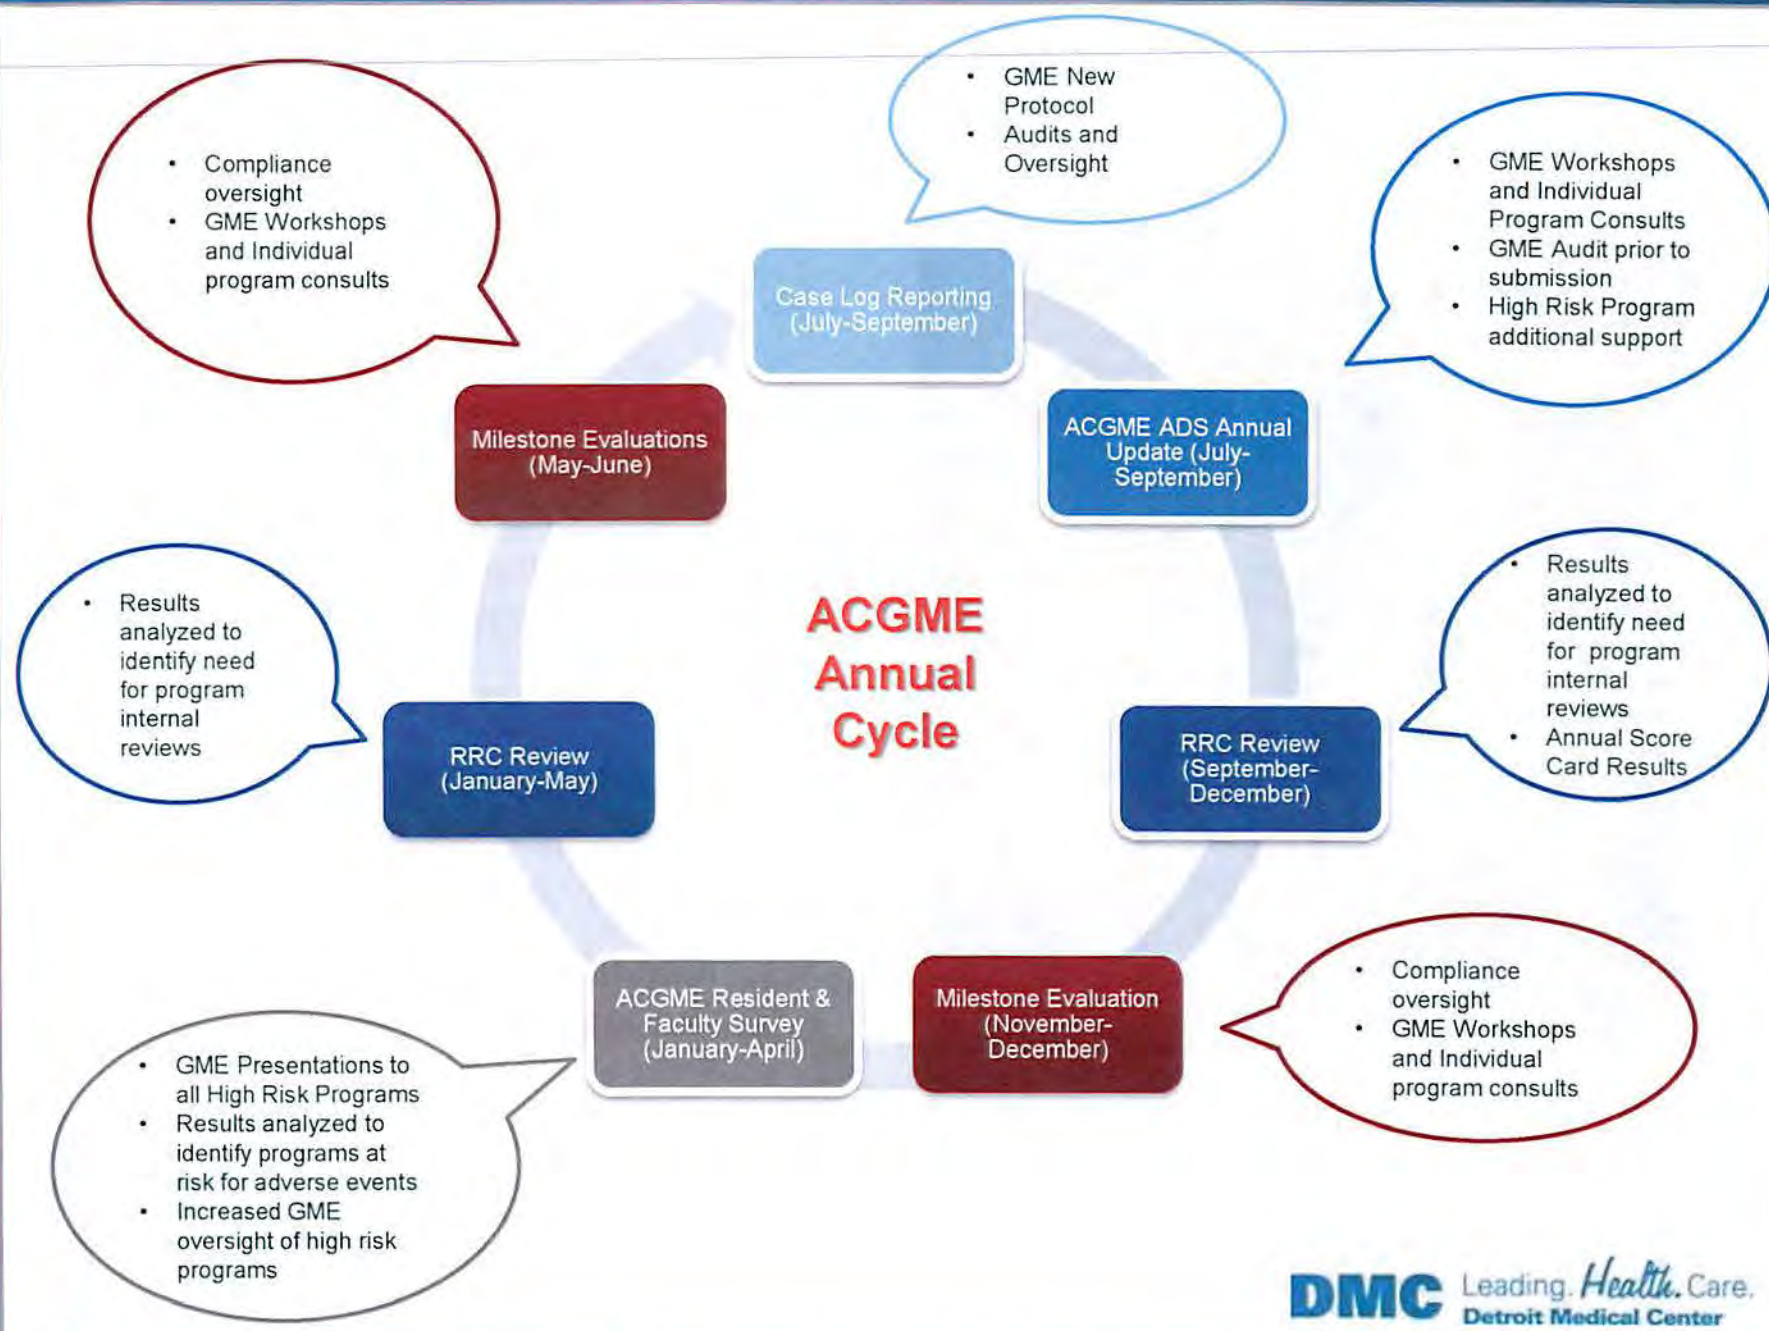 • GME New
Protocol
• Audits and
Oversight
• Compliance
oversight
• GME Workshops
and Individual
program consults
• GME Workshops
and Individual
Program Consults
• GME Audit prior to
submission
• High Risk Program
additional support
Case Log Reporting
(July-September)
Milestone Evaluations
(May-June)
ACGME ADS Annual
Update (July-
September)
• Results
analyzed to
identify need
for program
internal
reviews
ACGME
Annual
Cycle
• Results
analyzed to
identify need
for program
internal
reviews
• Annual Score
Card Results
RRC Review
(January-May)
RRC Review
(September-
December)
ACGME Resident &
Faculty Survey
(January-April)
Milestone Evaluation
(November-
December)
• Compliance
oversight
• GME Workshops
and Individual
program consults
• GME Presentations to
all High Risk Programs
• Results analyzed to
identify programs at
risk for adverse events
• Increased GME
oversight of high risk
programs
DMC Leading. Health. Care.
Detroit Medical Center